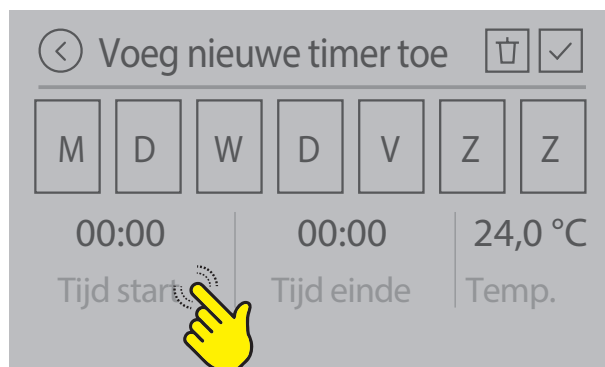 Voeg nieuwe timer toe
M D W D V Z Z
00:00 00:00 24,0 °C
Tijd start Tijd einde Temp.